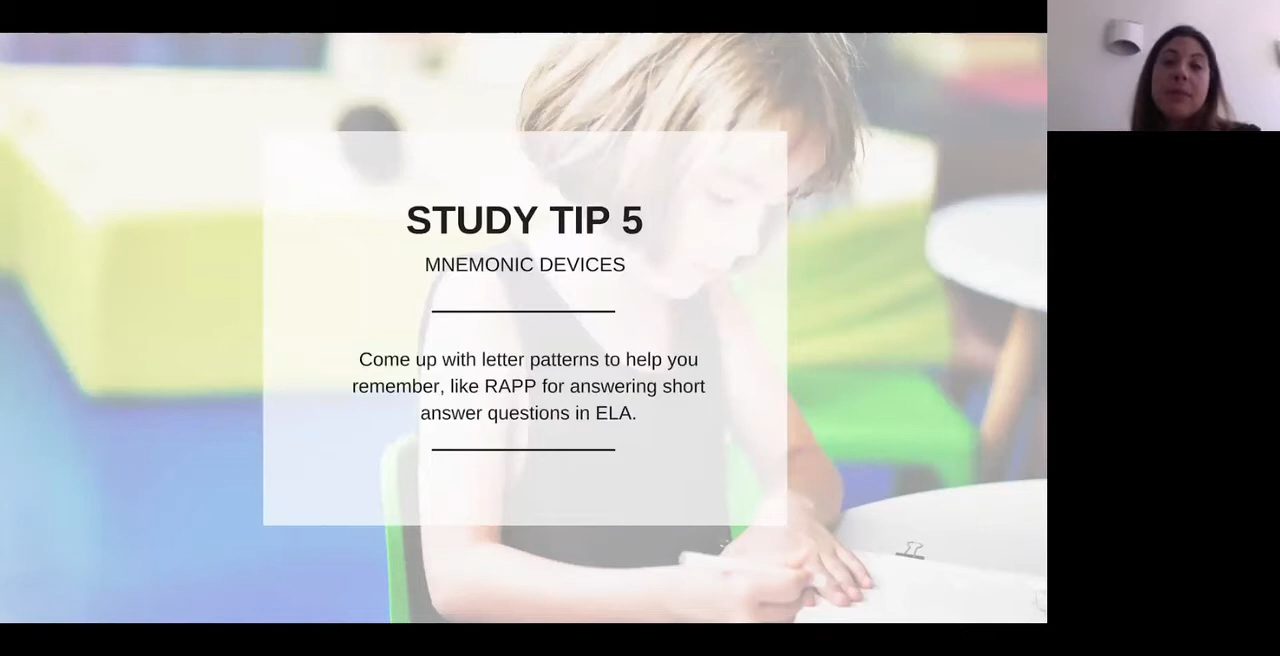 STUDY TIP 5
MNEMONIC DEVICES
Come up with letter patterns to help you
remember, like RAPP for answering short
answer questions in ELA.